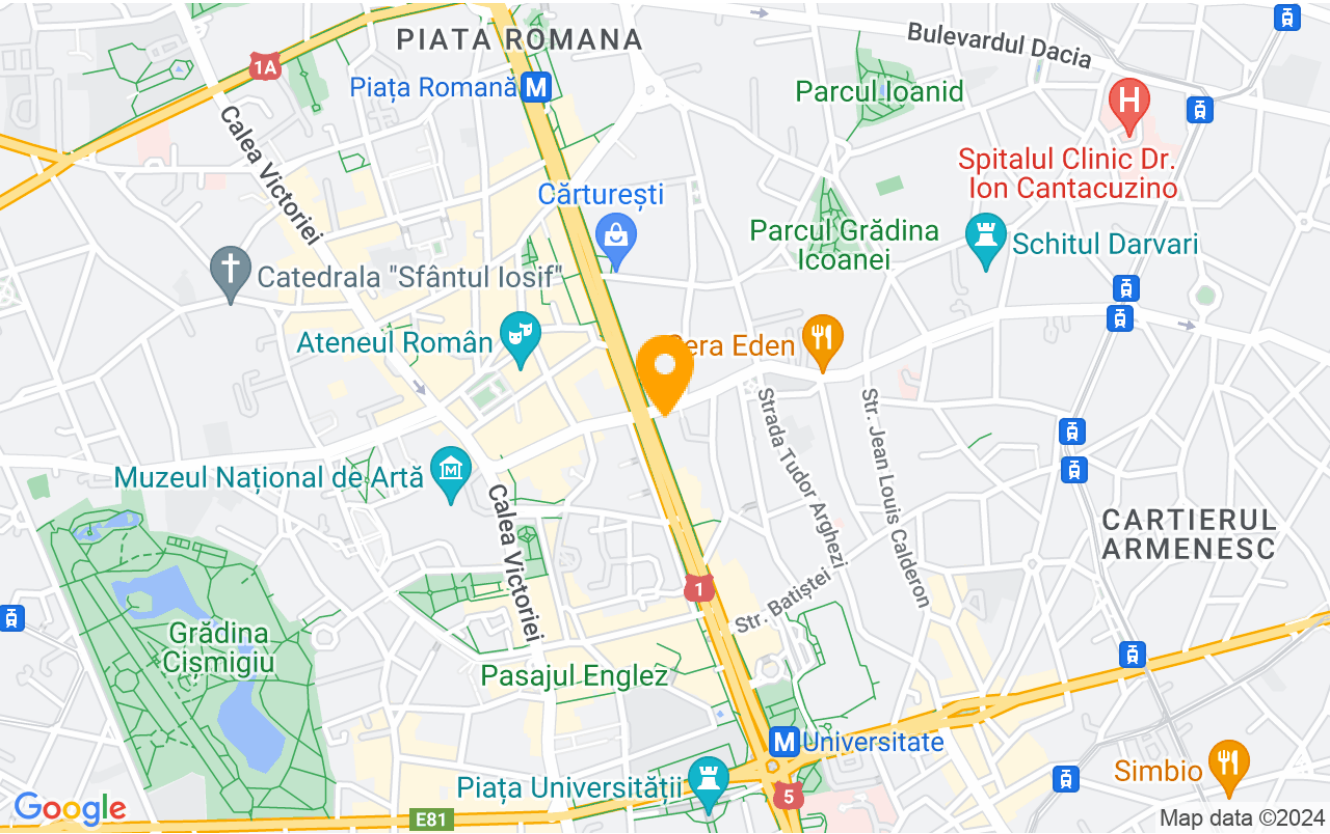 PIATA ROMANA
Bulevardul Dacia
1A
Piața Romană
M
Parcul Ioanid
H
Calea Victoriei
Spitalul Clinic Dr.
Ion Cantacuzino
Cărturești
Parcul Grădina
Icoanei
Schitul Darvari
Catedrala "Sfântul Iosif"
Ateneul Român
Eden
Strada Tudor Arghezi
Str. Jean Louis Calderon
Muzeul Național de Artă
M
Calea Victoriei
CARTIERUL
ARMENESC
1
Str. Batiștei
Grădina
Cișmigiu
Pasajul Englez
M
Universitate
Piața Universității
5
Simbio
Google
E81
Map data ©2024